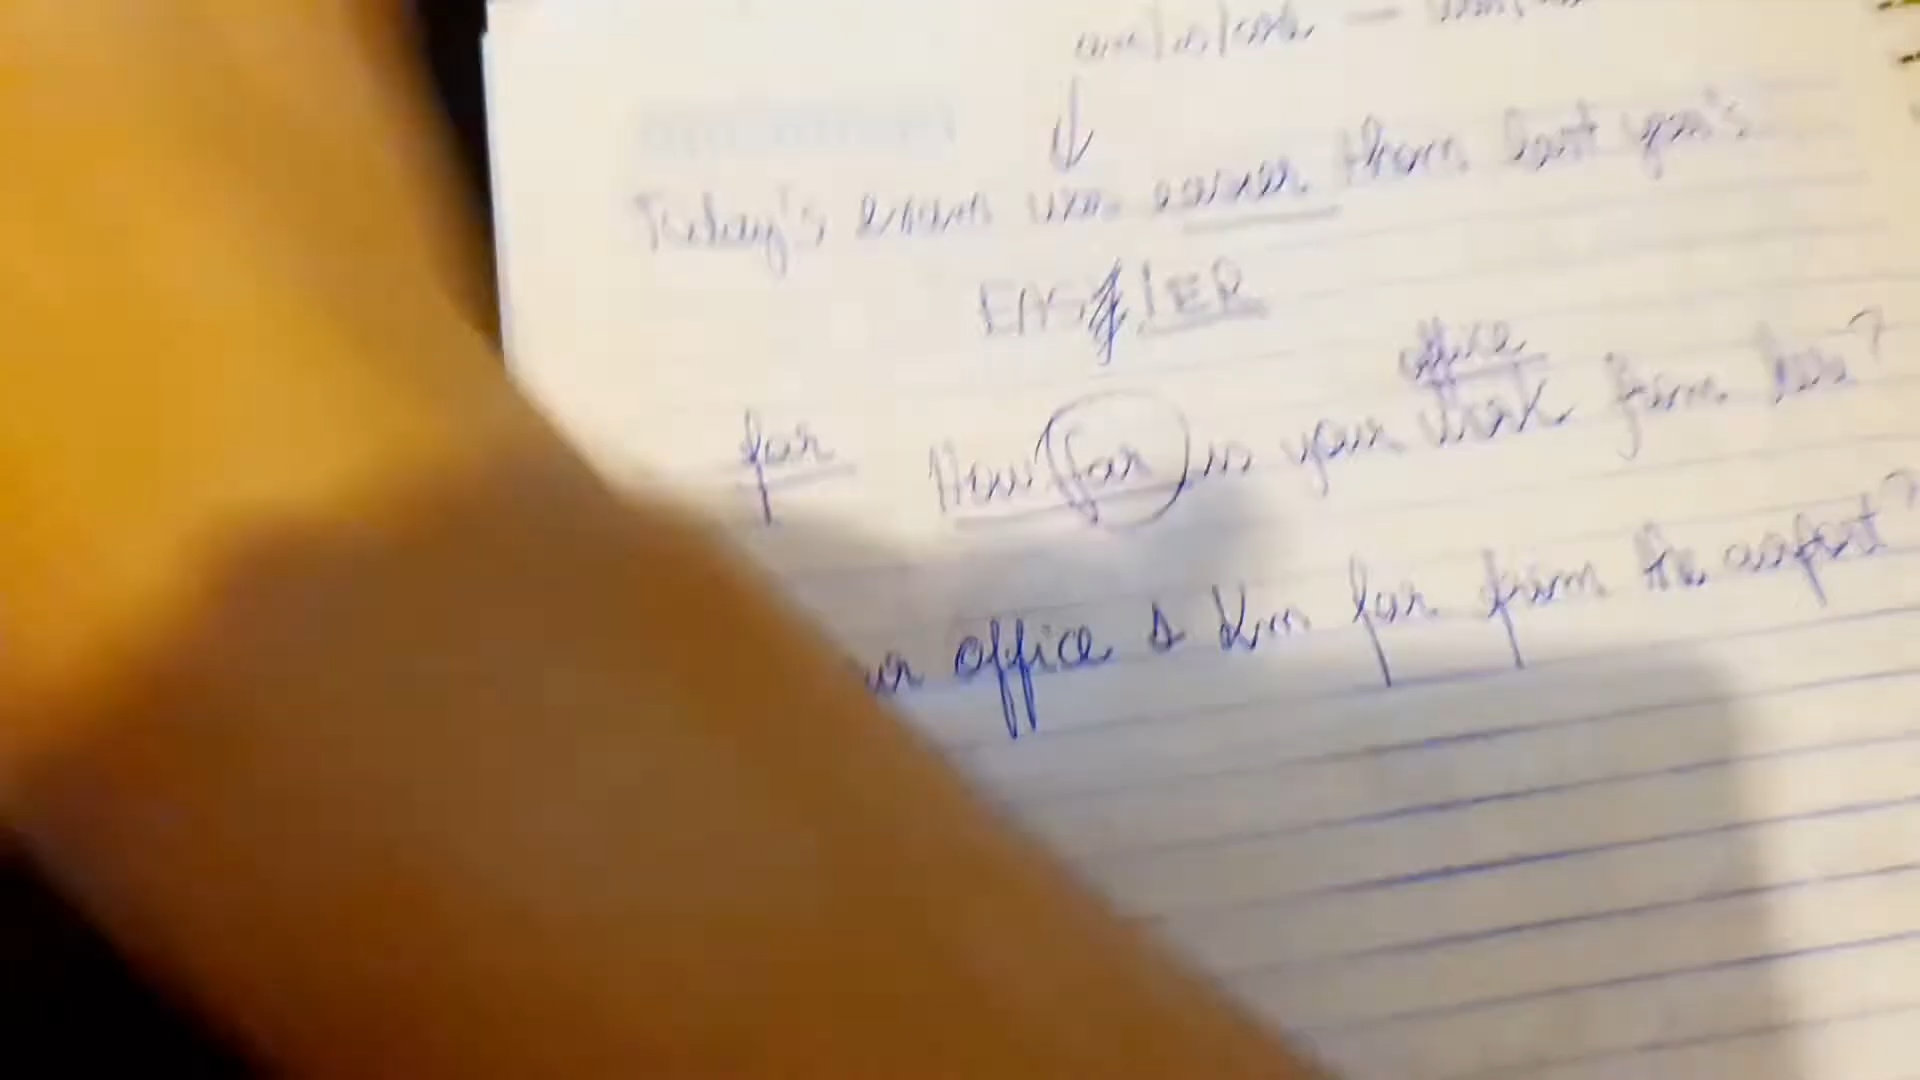 Today's exam was easier than last year's
EASIER
office
far How far is your work from here?
office 5 Km far from the airport?